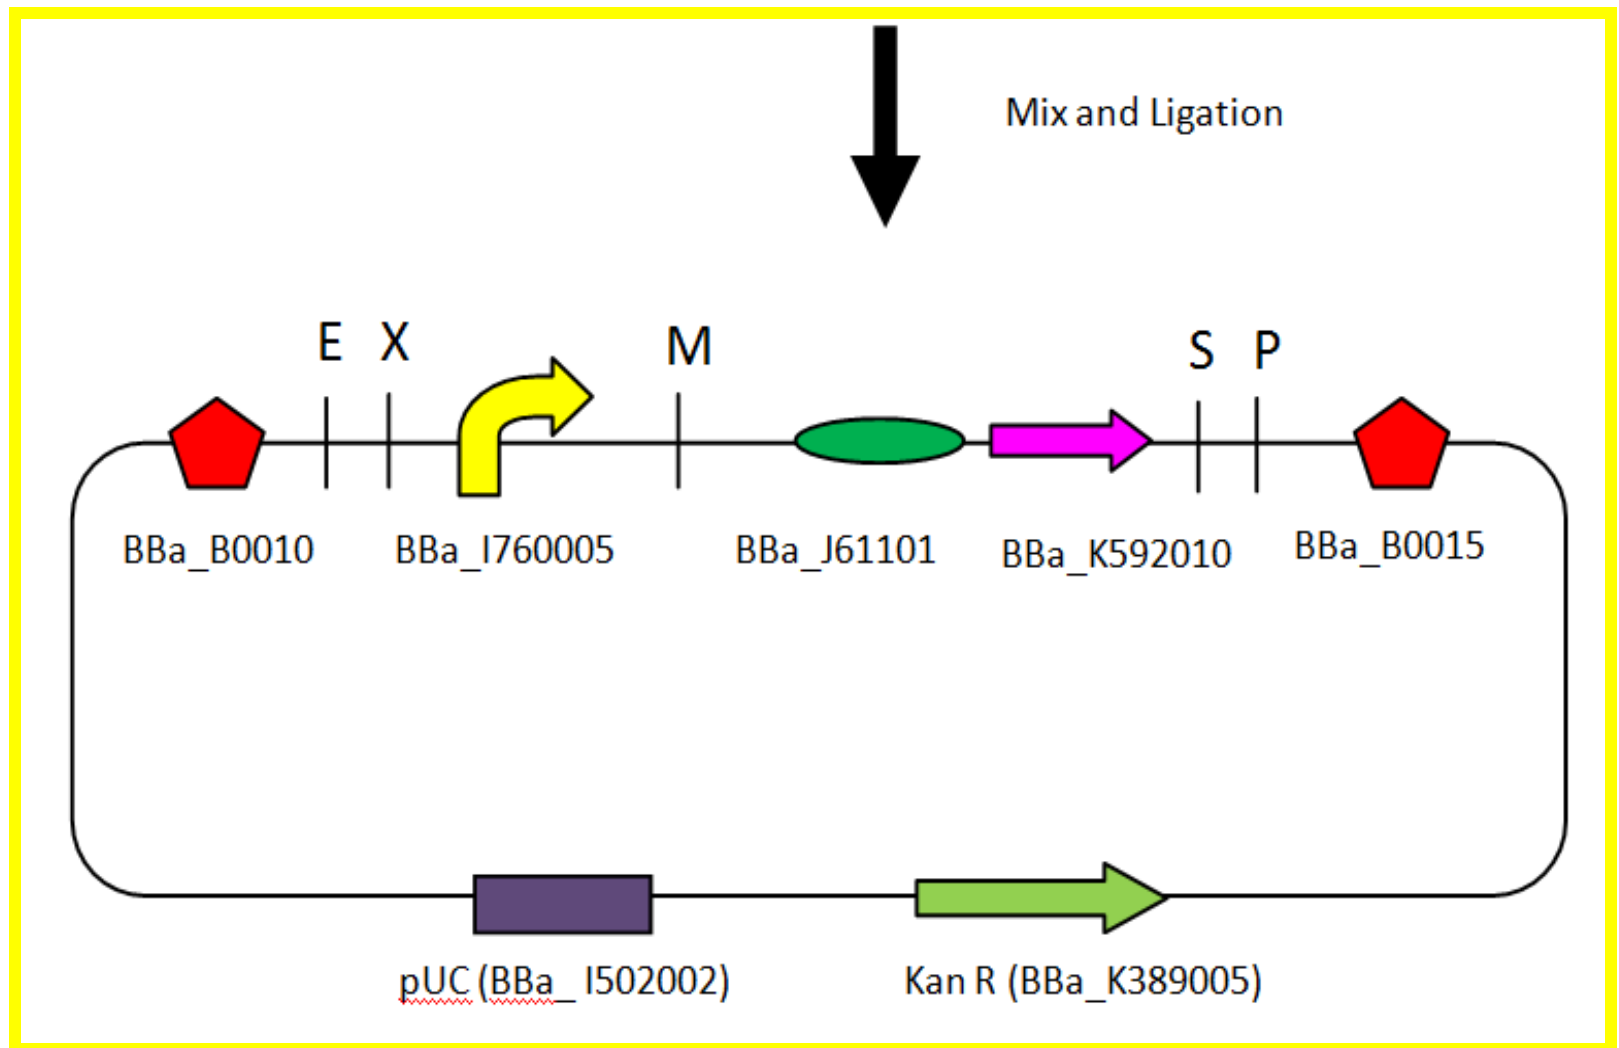 Mix and Ligation
E X M S P
BBa_B0010 BBa_I760005 BBa_J61101 BBa_K592010 BBa_B0015
pUC (BBa_ I502002) Kan R (BBa_K389005)